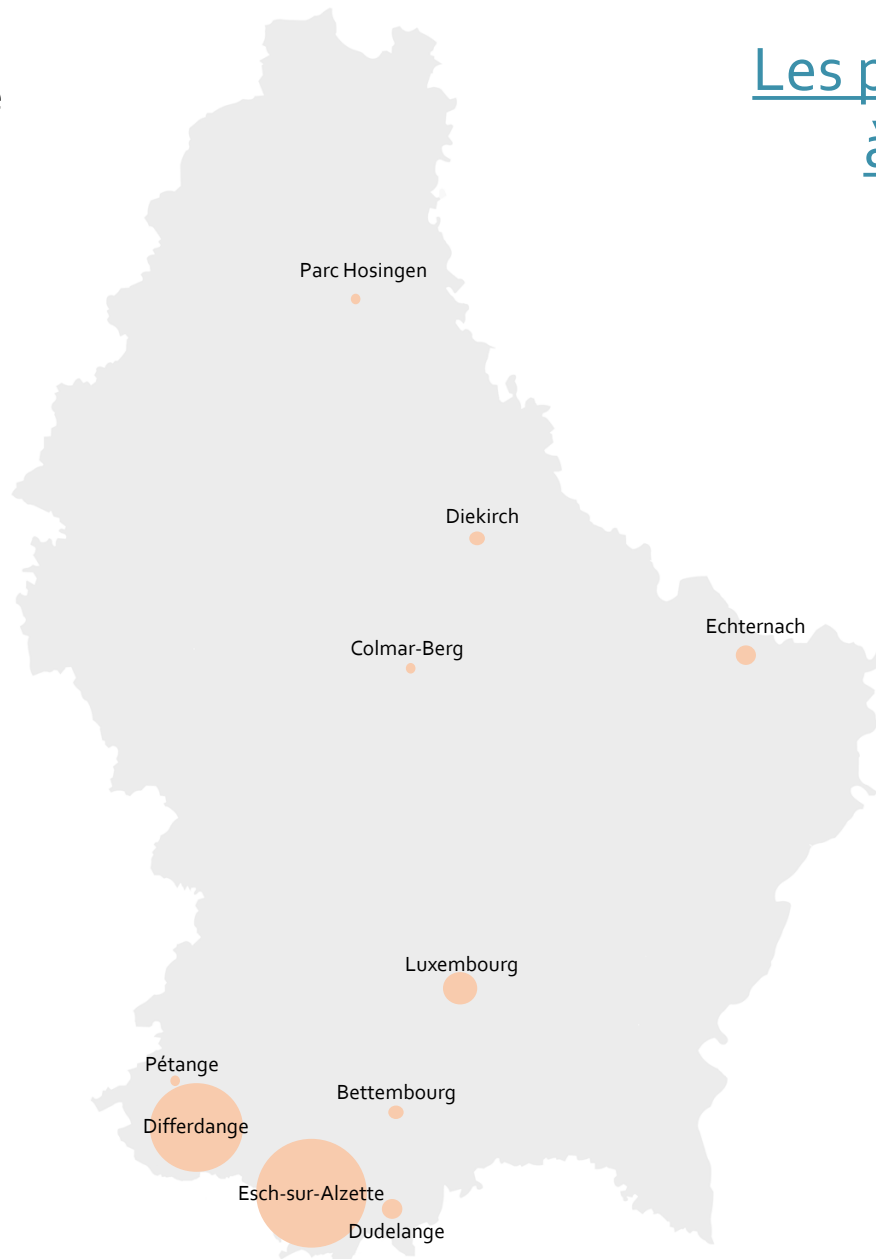 Les p
à
Parc Hosingen
Diekirch
Echternach
Colmar-Berg
Luxembourg
Pétange
Bettembourg
Differdange
Esch-sur-Alzette
Dudelange